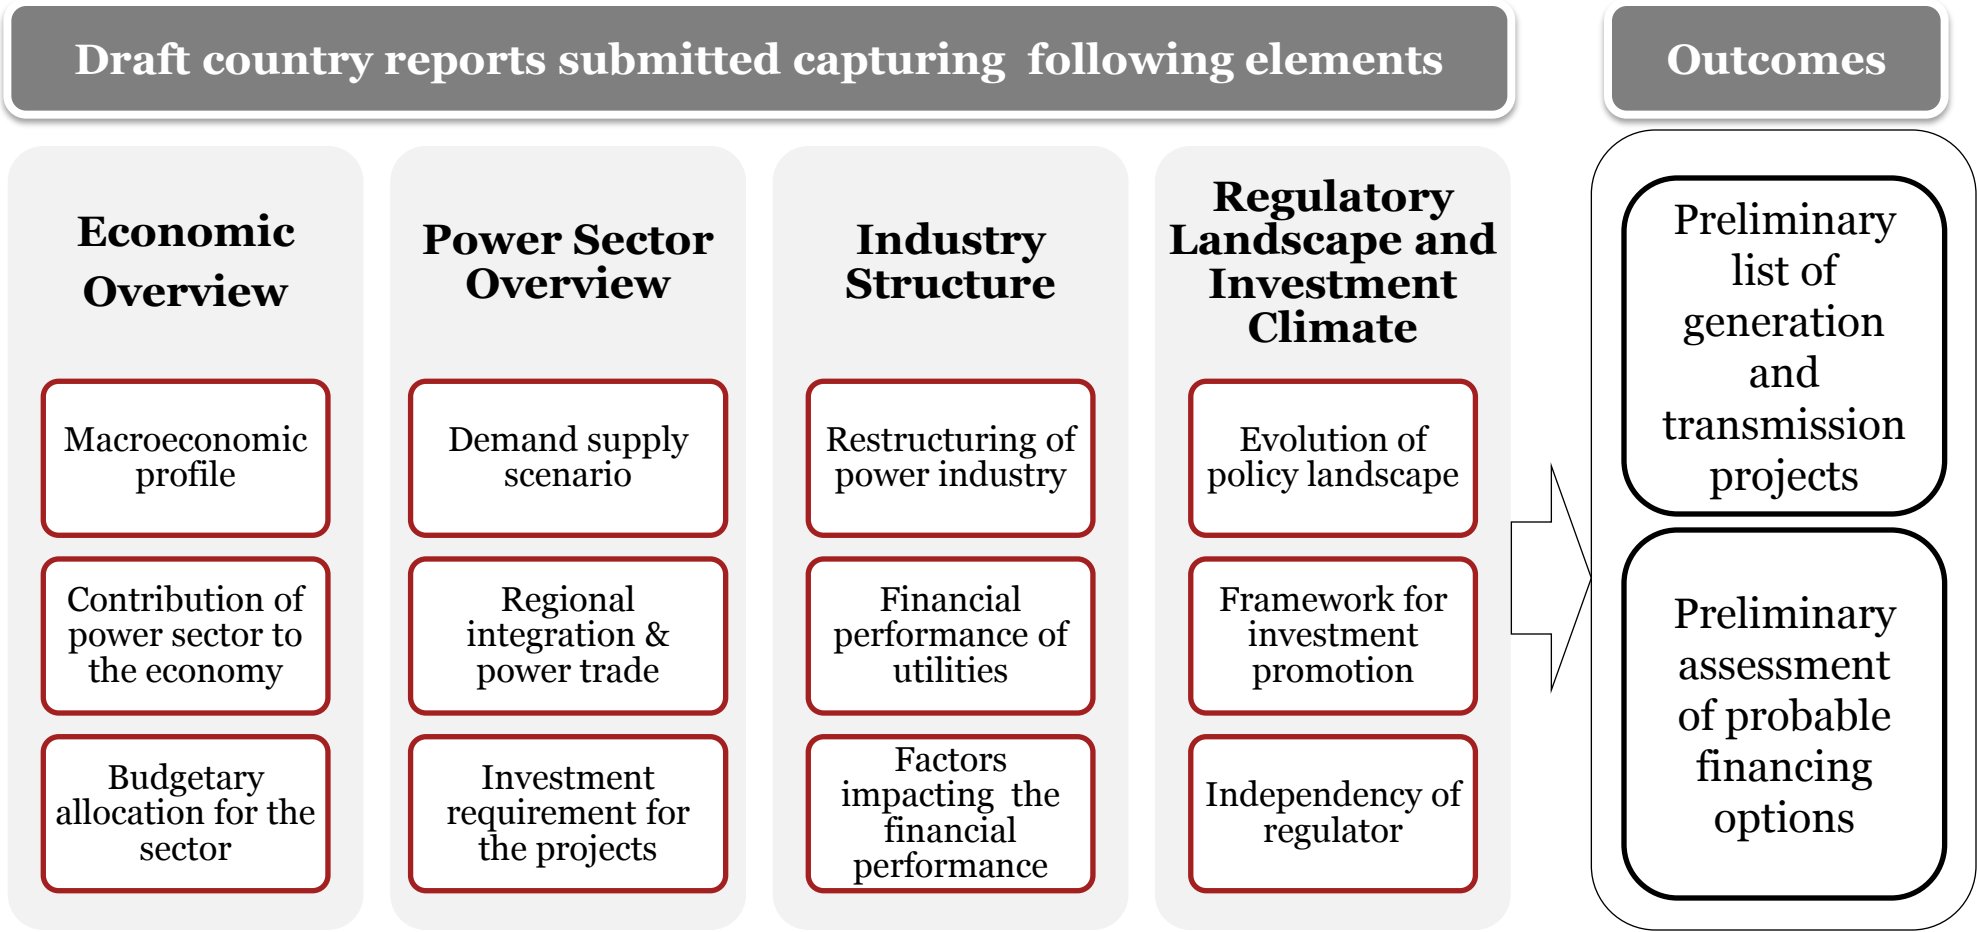 Draft country reports submitted capturing  following elements
Outcomes
Economic
Overview
Macroeconomic
profile
Contribution of
power sector to
the economy
Budgetary
allocation for the
sector
Power Sector
Overview
Demand supply
scenario
Regional
integration &
power trade
Investment
requirement for
the projects
Industry
Structure
Restructuring of
power industry
Financial
performance of
utilities
Factors
impacting  the
financial
performance
Regulatory
Landscape and
Investment
Climate
Evolution of
policy landscape
Framework for
investment
promotion
Independency of
regulator
Preliminary
list of
generation
and
transmission
projects
Preliminary
assessment
of probable
financing
options